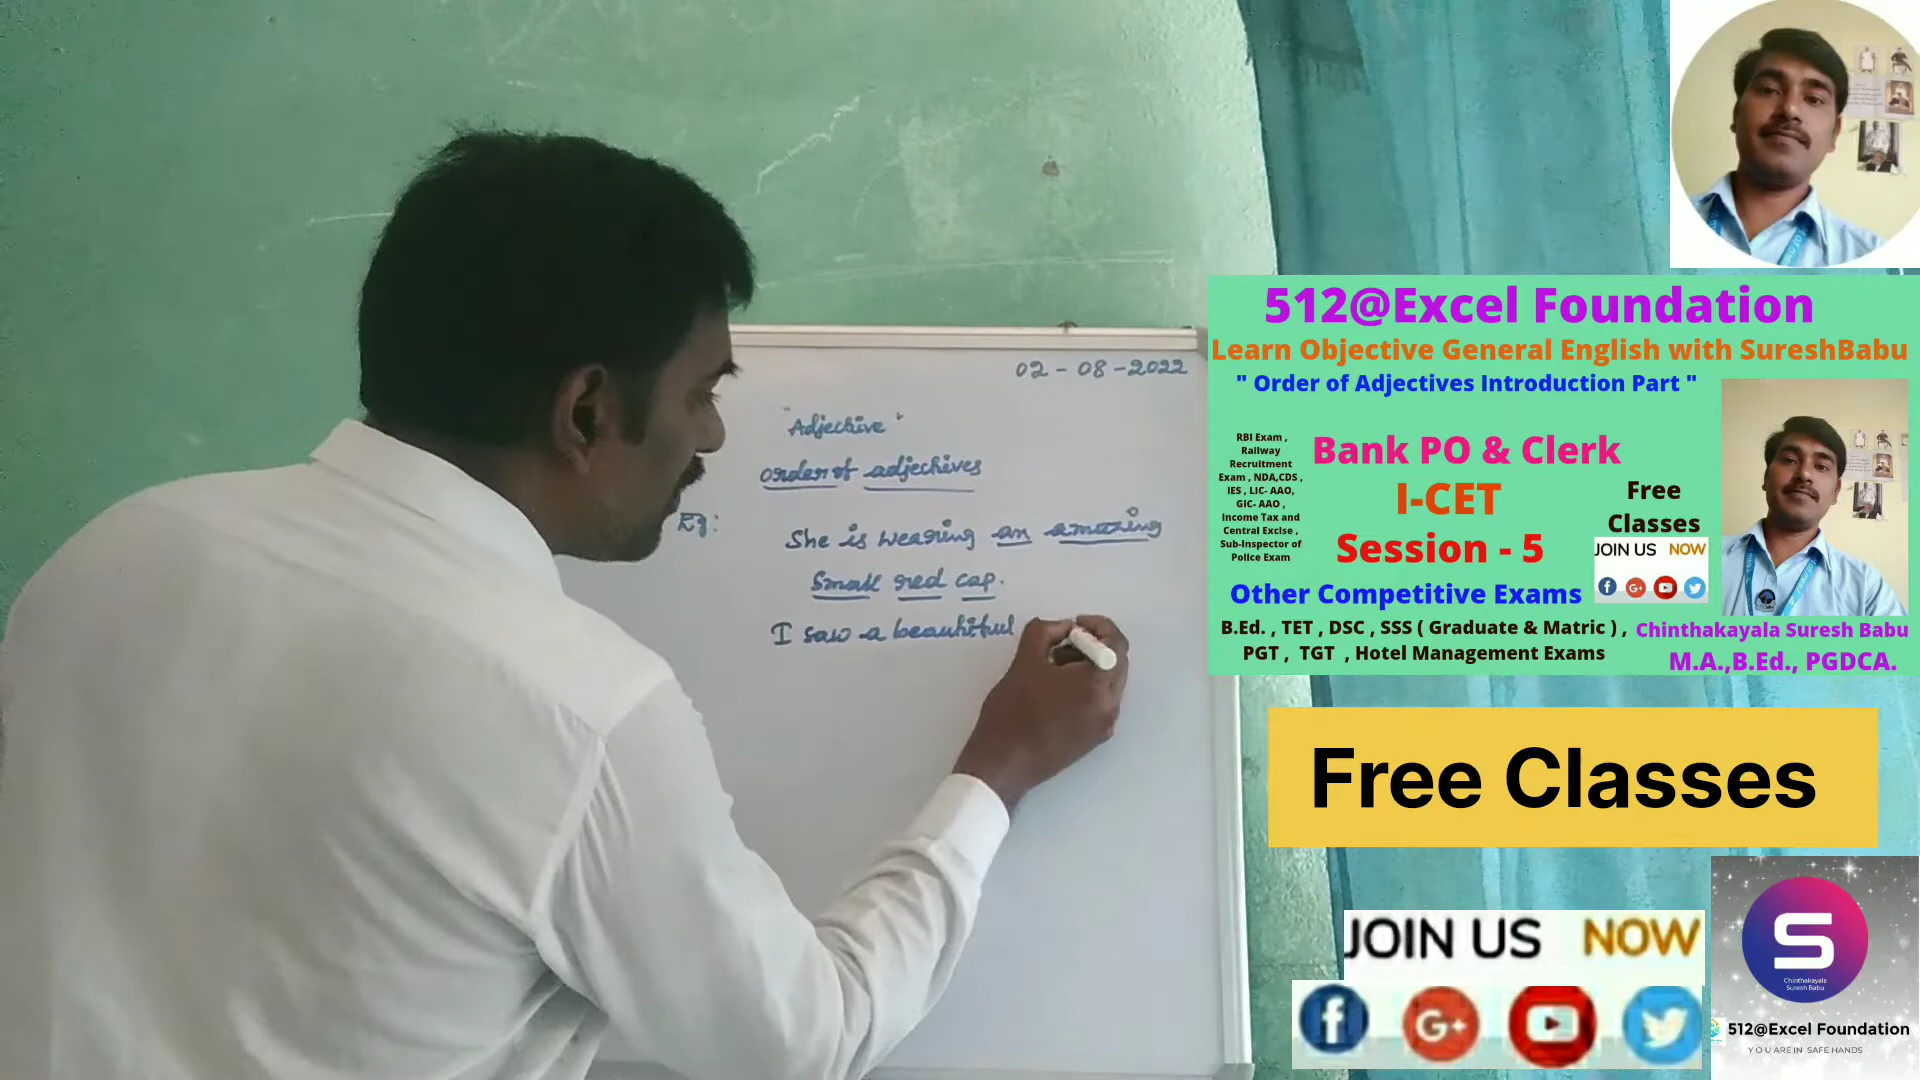 02-08-2022
"Adjective"
Order of adjectives
Eg:
She is wearing an amazing
Small red cap.
I saw a beautiful
512@Excel Foundation
Learn Objective General English with SureshBabu
" Order of Adjectives Introduction Part "
RBI Exam ,
Railway
Recruitment
Exam , NDA,CDS ,
IES , LIC- AAO,
GIC- AAO ,
Income Tax and
Central Excise ,
Sub-Inspector of
Police Exam
Bank PO & Clerk
I-CET
Session - 5
Other Competitive Exams
Free
Classes
JOIN US NOW
B.Ed. , TET , DSC , SSS ( Graduate & Matric ) ,
PGT , TGT , Hotel Management Exams
Chinthakayala Suresh Babu
M.A.,B.Ed., PGDCA.
Free Classes
JOIN US NOW
S
Chinthakayala
Suresh Babu
512@Excel Foundation
YOU ARE IN SAFE HANDS